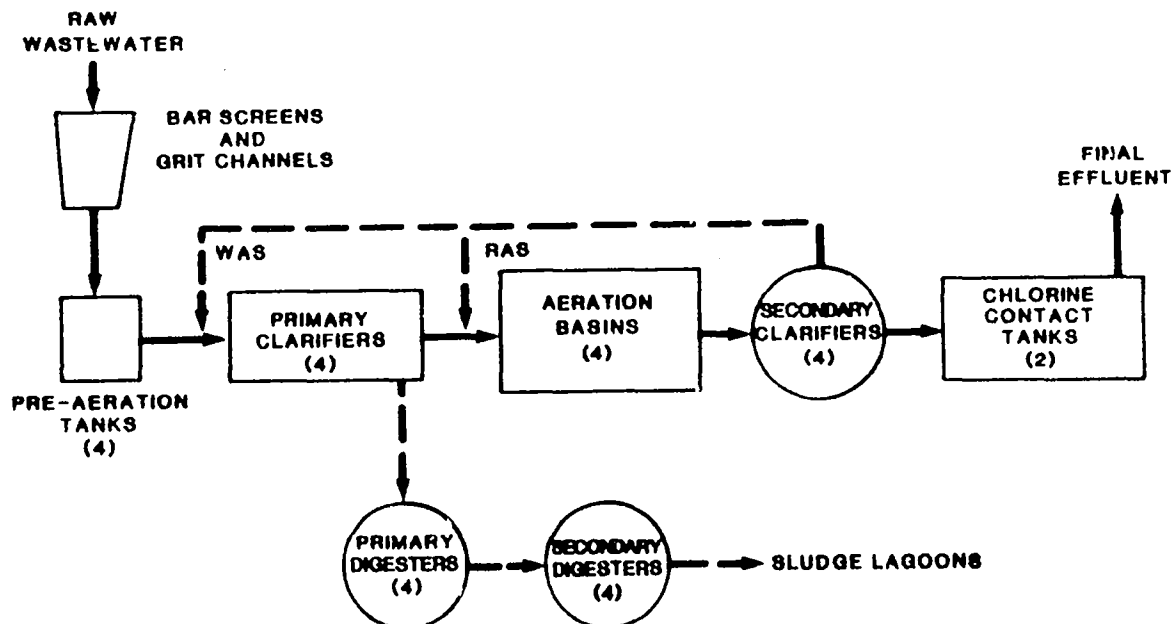 RAW
WASTEWATER
BAR SCREENS
AND
GRIT CHANNELS
FINAL
EFFLUENT
WAS
RAS
PRE-AERATION
TANKS
(4)
PRIMARY
CLARIFIERS
(4)
AERATION
BASINS
(4)
SECONDARY
CLARIFIERS
(4)
CHLORINE
CONTACT
TANKS
(2)
PRIMARY
DIGESTERS
(4)
SECONDARY
DIGESTERS
(4)
SLUDGE LAGOONS